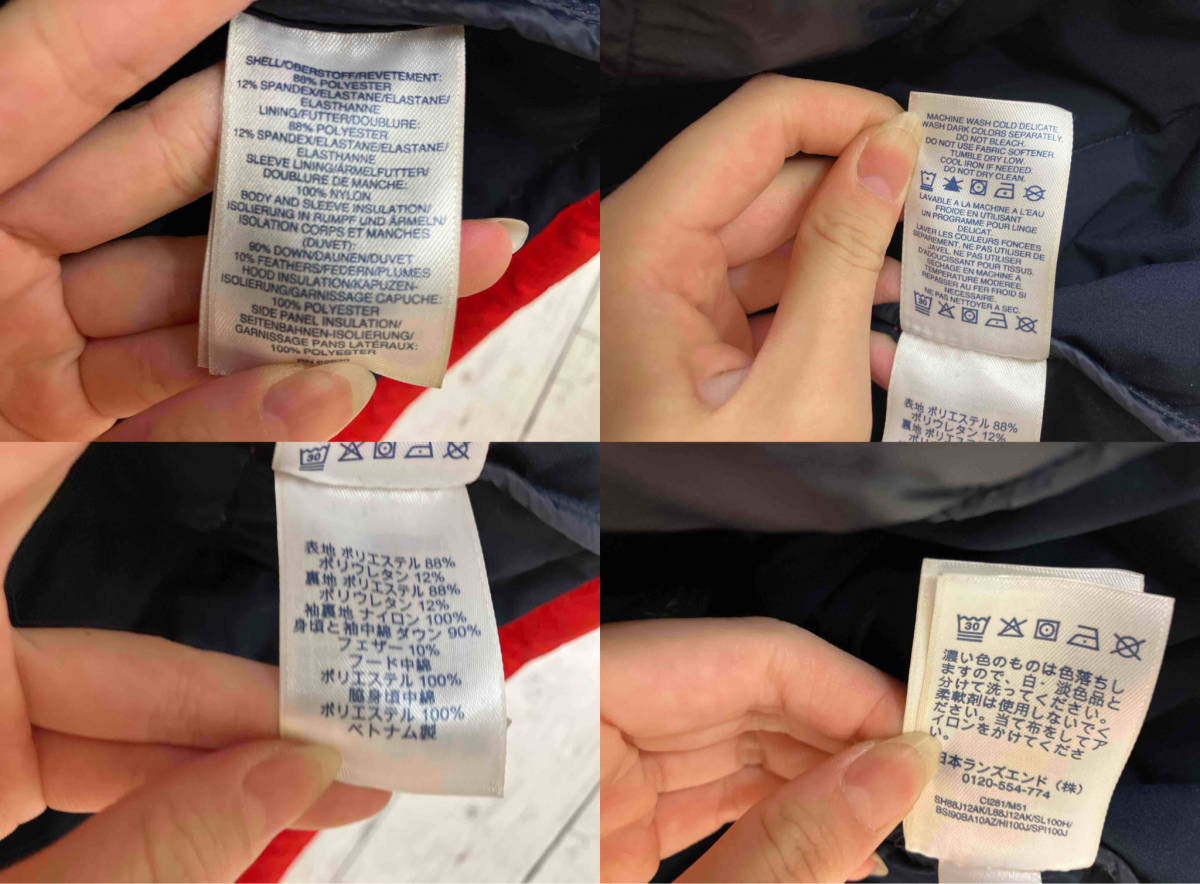 SHELL/OBERSTOFF/REVETEMENT:
88% POLYESTER
12% SPANDEX/ELASTANE/ELASTANE/
ELASTHANNE
LINING/FUTTER/DOUBLURE:
88% POLYESTER
12% SPANDEX/ELASTANE/ELASTANE/
ELASTHANNE
SLEEVE LINING/ÄRMELFUTTER/
DOUBLURE DE MANCHE:
100% NYLON
BODY AND SLEEVE INSULATION/
ISOLIERUNG IN RUMPF UND ÄRMELN/
ISOLATION CORPS ET MANCHES
(DUVET):
90% DOWN/DAUNEN/DUVET
10% FEATHERS/FEDERN/PLUMES
HOOD INSULATION/KAPUZEN-
ISOLIERUNG/GARNISSAGE CAPUCHE:
100% POLYESTER
SIDE PANEL INSULATION/
SEITENBAHNEN-ISOLIERUNG/
GARNISSAGE PANS LATÉRAUX:
100% POLYESTER
MACHINE WASH COLD DELICATE,
WASH DARK COLORS SEPARATELY.
DO NOT BLEACH.
DO NOT USE FABRIC SOFTENER.
TUMBLE DRY LOW.
COOL IRON IF NEEDED.
DO NOT DRY CLEAN.
LAVABLE A LA MACHINE A L'EAU
FROIDE EN UTILISANT
UN PROGRAMME POUR LINGE
DELICAT.
LAVER LES COULEURS FONCEES
SEPAREMENT. NE PAS UTILISER DE
JAVEL. NE PAS UTILISER
D'ADOUCISSANT POUR TISSUS.
SECHAGE EN MACHINE A
TEMPERATURE MODEREE.
REPASSER AU FER FROID SI
NECESSAIRE.
NE PAS NETTOYER A SEC.
30
表地 ポリエステル 88%
ポリウレタン 12%
30
表地 ポリエステル 88%
ポリウレタン 12%
裏地 ポリエステル 88%
ポリウレタン 12%
袖裏地 ナイロン 100%
身頃と袖中綿 ダウン 90%
フェザー 10%
フード中綿
ポリエステル 100%
脇身頃中綿
ポリエステル 100%
ベトナム製
30
濃い色のものは色落ちし
ますので、白・淡色品と
分けて洗ってください。
柔軟剤は使用しないでく
ださい。当て布をしてア
イロンをかけてくださ
い。
日本ランズエンド(株)
0120-554-774
CI281/M51
SH88J12AK/L88J12AK/SL100H/
BSI90BA10AZ/HI100J/SPI100J